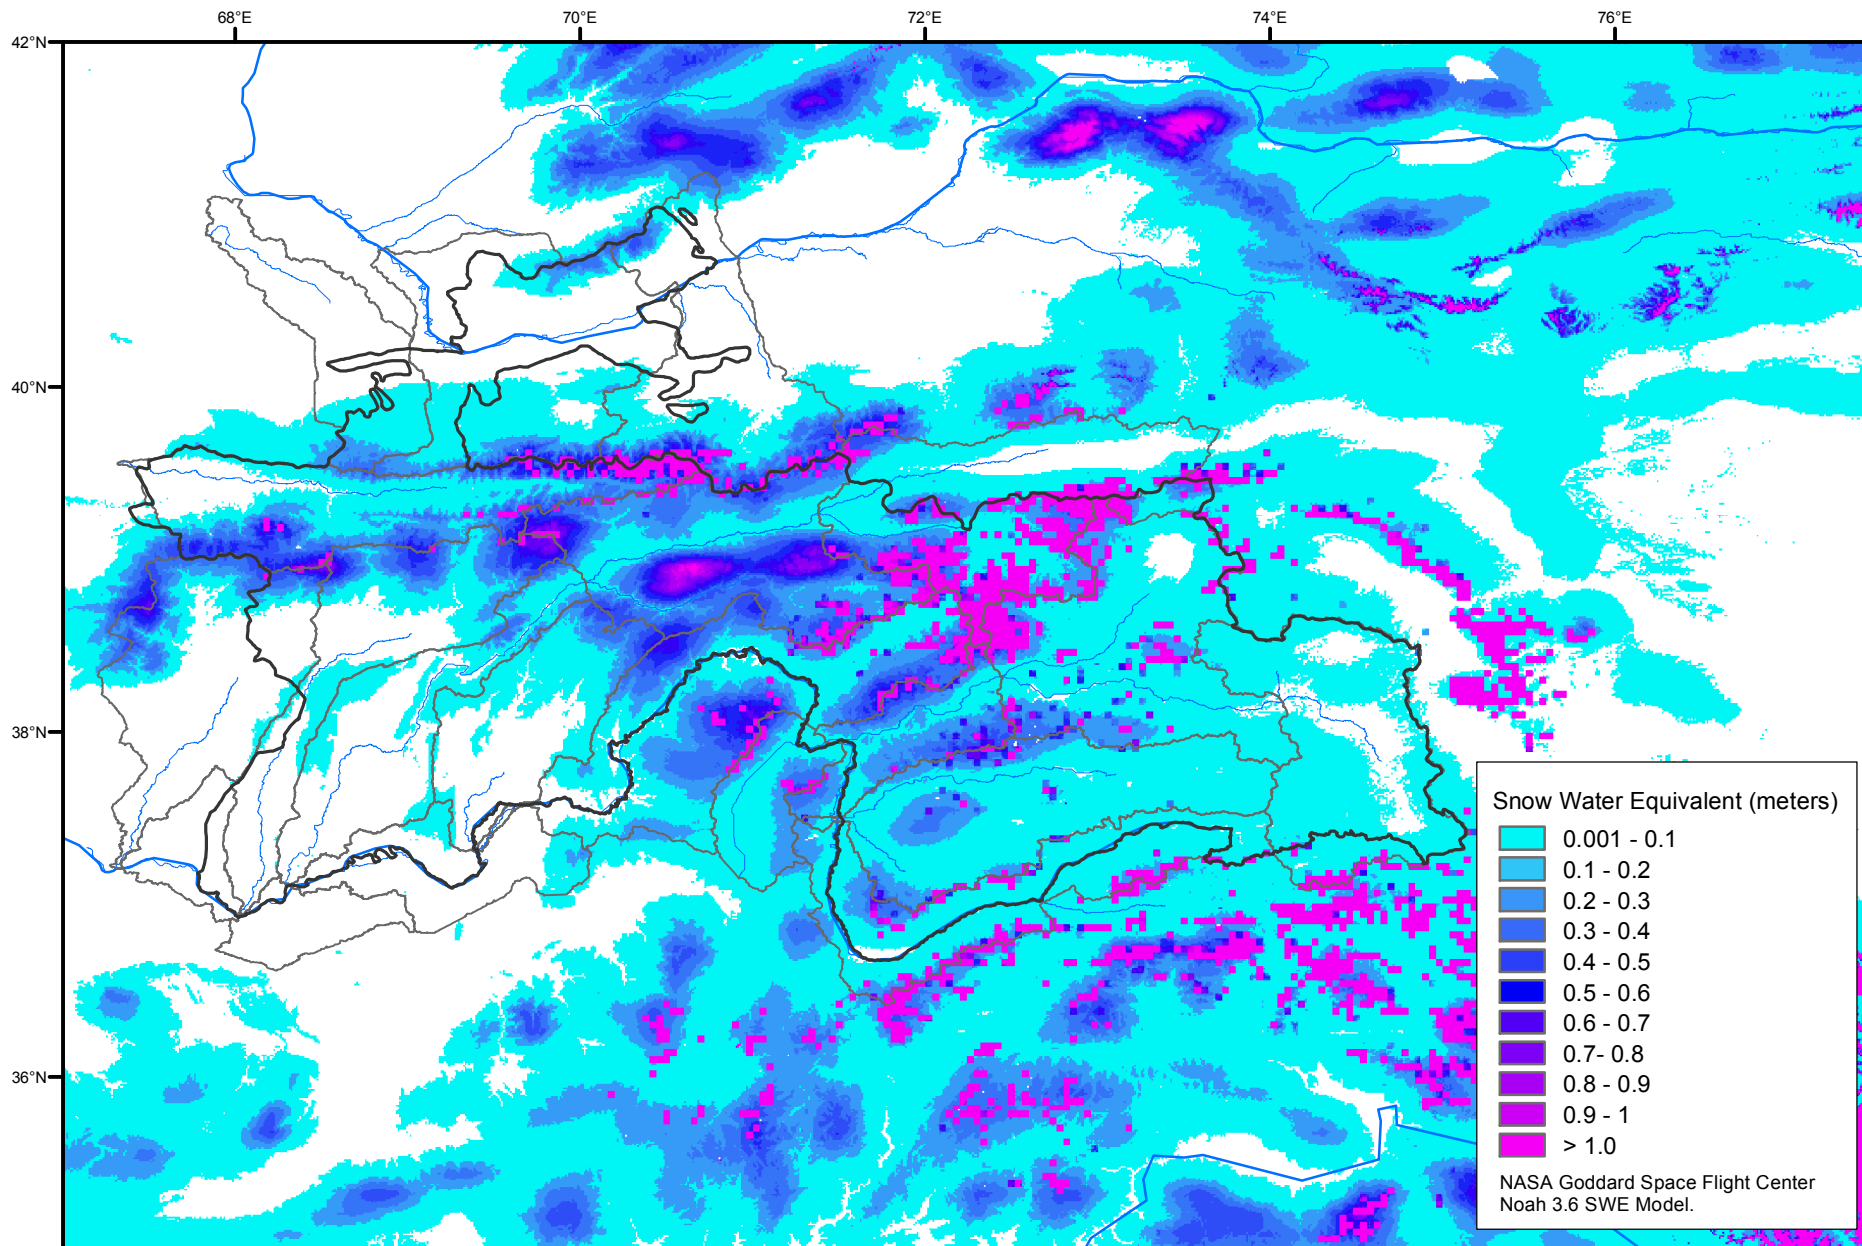 68°E
70°E
72°E
74°E
76°E
42°N
40°N
38°N
36°N
Snow Water Equivalent (meters)
0.001 - 0.1
0.1 - 0.2
0.2 - 0.3
0.3 - 0.4
0.4 - 0.5
0.5 - 0.6
0.6 - 0.7
0.7- 0.8
0.8 - 0.9
0.9 - 1
> 1.0
NASA Goddard Space Flight Center
Noah 3.6 SWE Model.